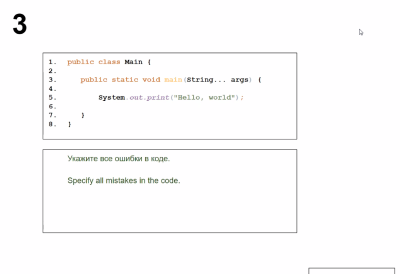 3
1. public class Main {
2.
3. public static void main(String... args) {
4.
5. System.out.print("Hello, world");
6.
7. }
8. }
Укажите все ошибки в коде.
Specify all mistakes in the code.